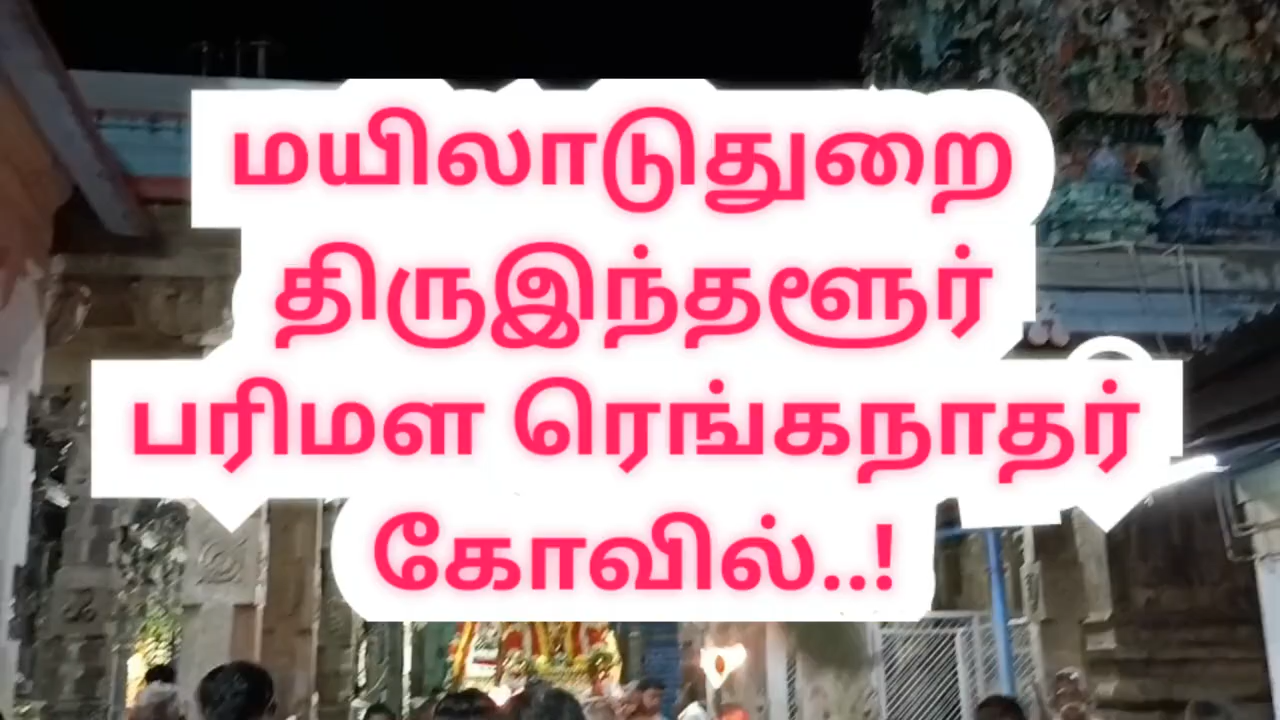 மயிலாடுதுறை
திருஇந்தளூர்
பரிமள ரெங்கநாதர்
கோவில்..!